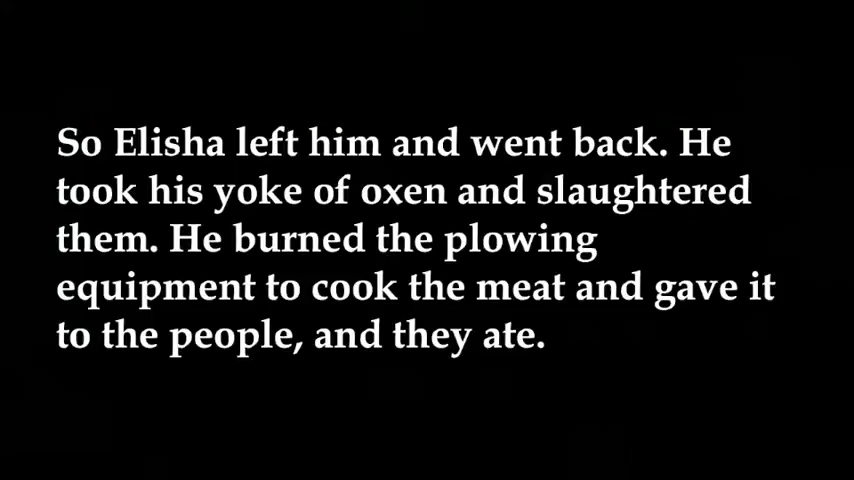 So Elisha left him and went back. He
took his yoke of oxen and slaughtered
them. He burned the plowing
equipment to cook the meat and gave it
to the people, and they ate.